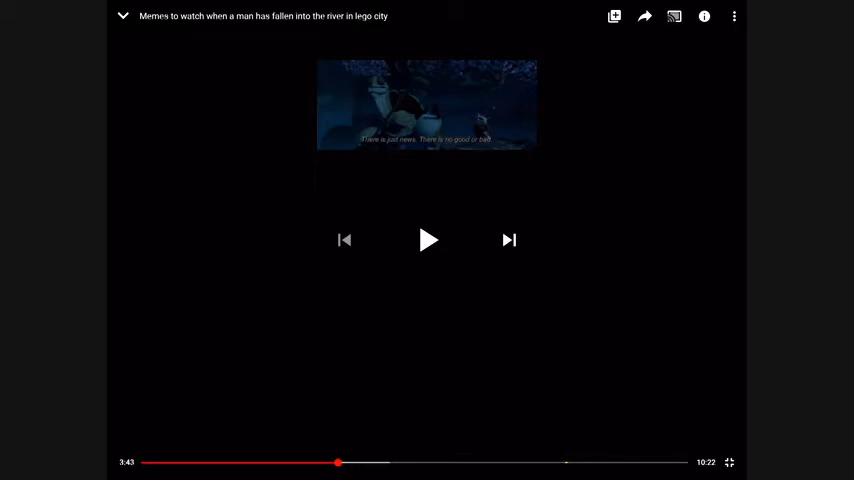 Memes to watch when a man has fallen into the river in lego city
There is just news. There is no good or bad.
3:43
10:22